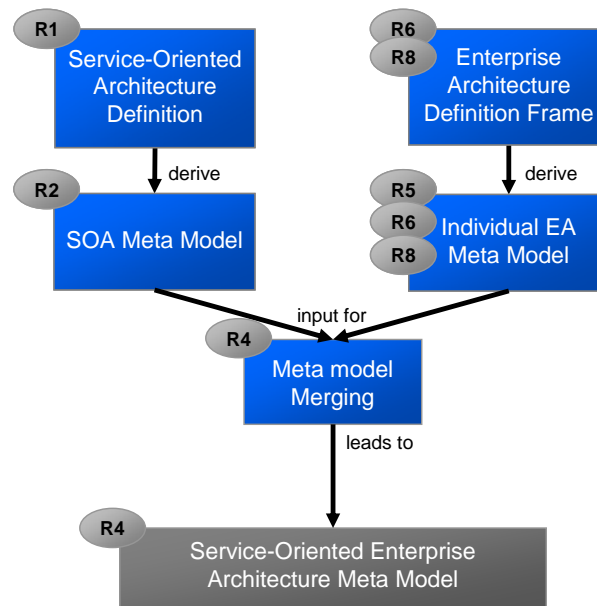 R1
Service-Oriented
Architecture
Definition
R6
R8
Enterprise
Architecture
Definition Frame
derive
derive
R2
SOA Meta Model
R5
R6
R8
Individual EA
Meta Model
input for
R4
Meta model
Merging
leads to
R4
Service-Oriented Enterprise
Architecture Meta Model